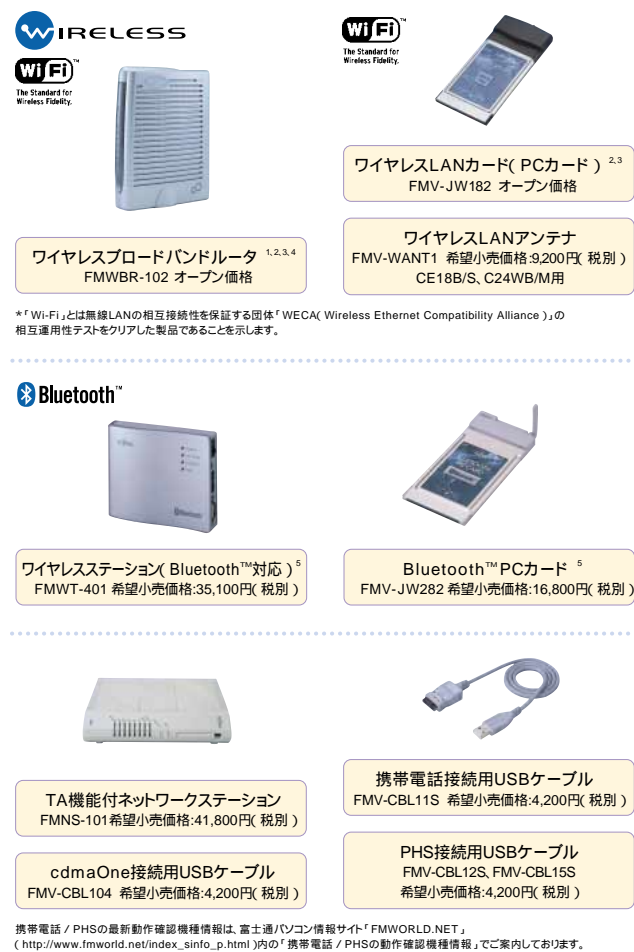 WIRELESS
Wi Fi™
The Standard for
Wireless Fidelity.
ワイヤレスブロードバンドルータ 1,2,3,4
FMWBR-102 オープン価格
Wi Fi™
The Standard for
Wireless Fidelity.
ワイヤレスLANカード( PCカード ) 2,3
FMV-JW182 オープン価格
ワイヤレスLANアンテナ
FMV-WANT1 希望小売価格:9,200円( 税別 )
CE18B/S、C24WB/M用
*「 Wi-Fi 」とは無線LANの相互接続性を保証する団体「 WECA( Wireless Ethernet Compatibility Alliance )」の
相互運用性テストをクリアした製品であることを示します。
Bluetooth™
Bluetooth
ワイヤレスステーション( Bluetooth™対応 ) 5
FMWT-401 希望小売価格:35,100円( 税別 )
Bluetooth™PCカード 5
FMV-JW282 希望小売価格:16,800円( 税別 )
TA機能付ネットワークステーション
FMNS-101希望小売価格:41,800円( 税別 )
cdmaOne接続用USBケーブル
FMV-CBL104 希望小売価格:4,200円( 税別 )
携帯電話接続用USBケーブル
FMV-CBL11S 希望小売価格:4,200円( 税別 )
PHS接続用USBケーブル
FMV-CBL12S、FMV-CBL15S
希望小売価格:4,200円( 税別 )
携帯電話 / PHSの最新動作確認機種情報は、富士通パソコン情報サイト「 FMWORLD.NET 」
( http://www.fmworld.net/index_sinfo_p.html )内の「 携帯電話 / PHSの動作確認機種情報 」でご案内しております。